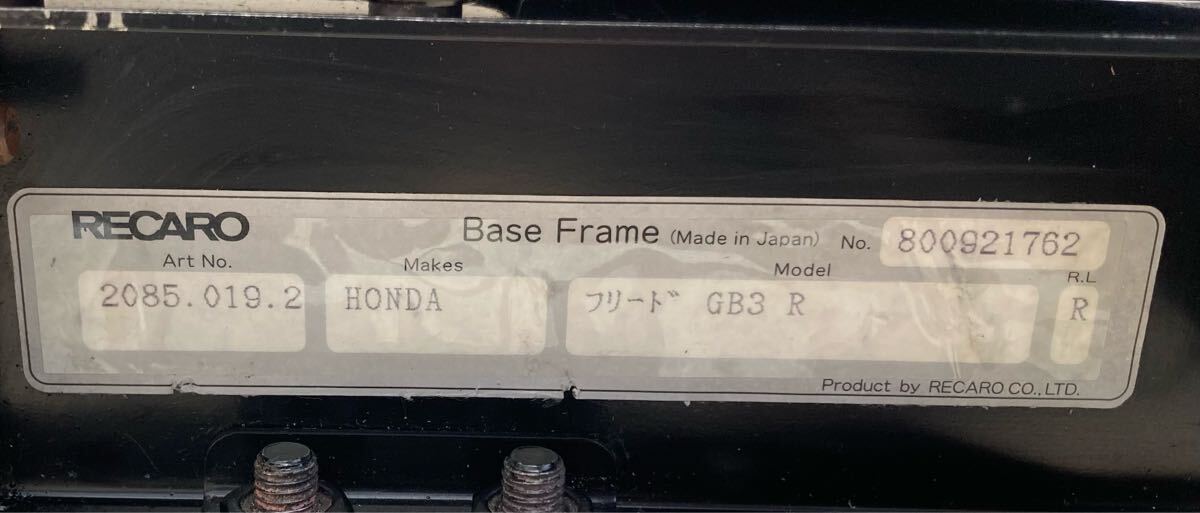 RECARO Base Frame (Made in Japan) No. 800921762
Art No. Makes Model R.L
2085.019.2 HONDA フリード GB3 R R
Product by RECARO CO.,LTD.